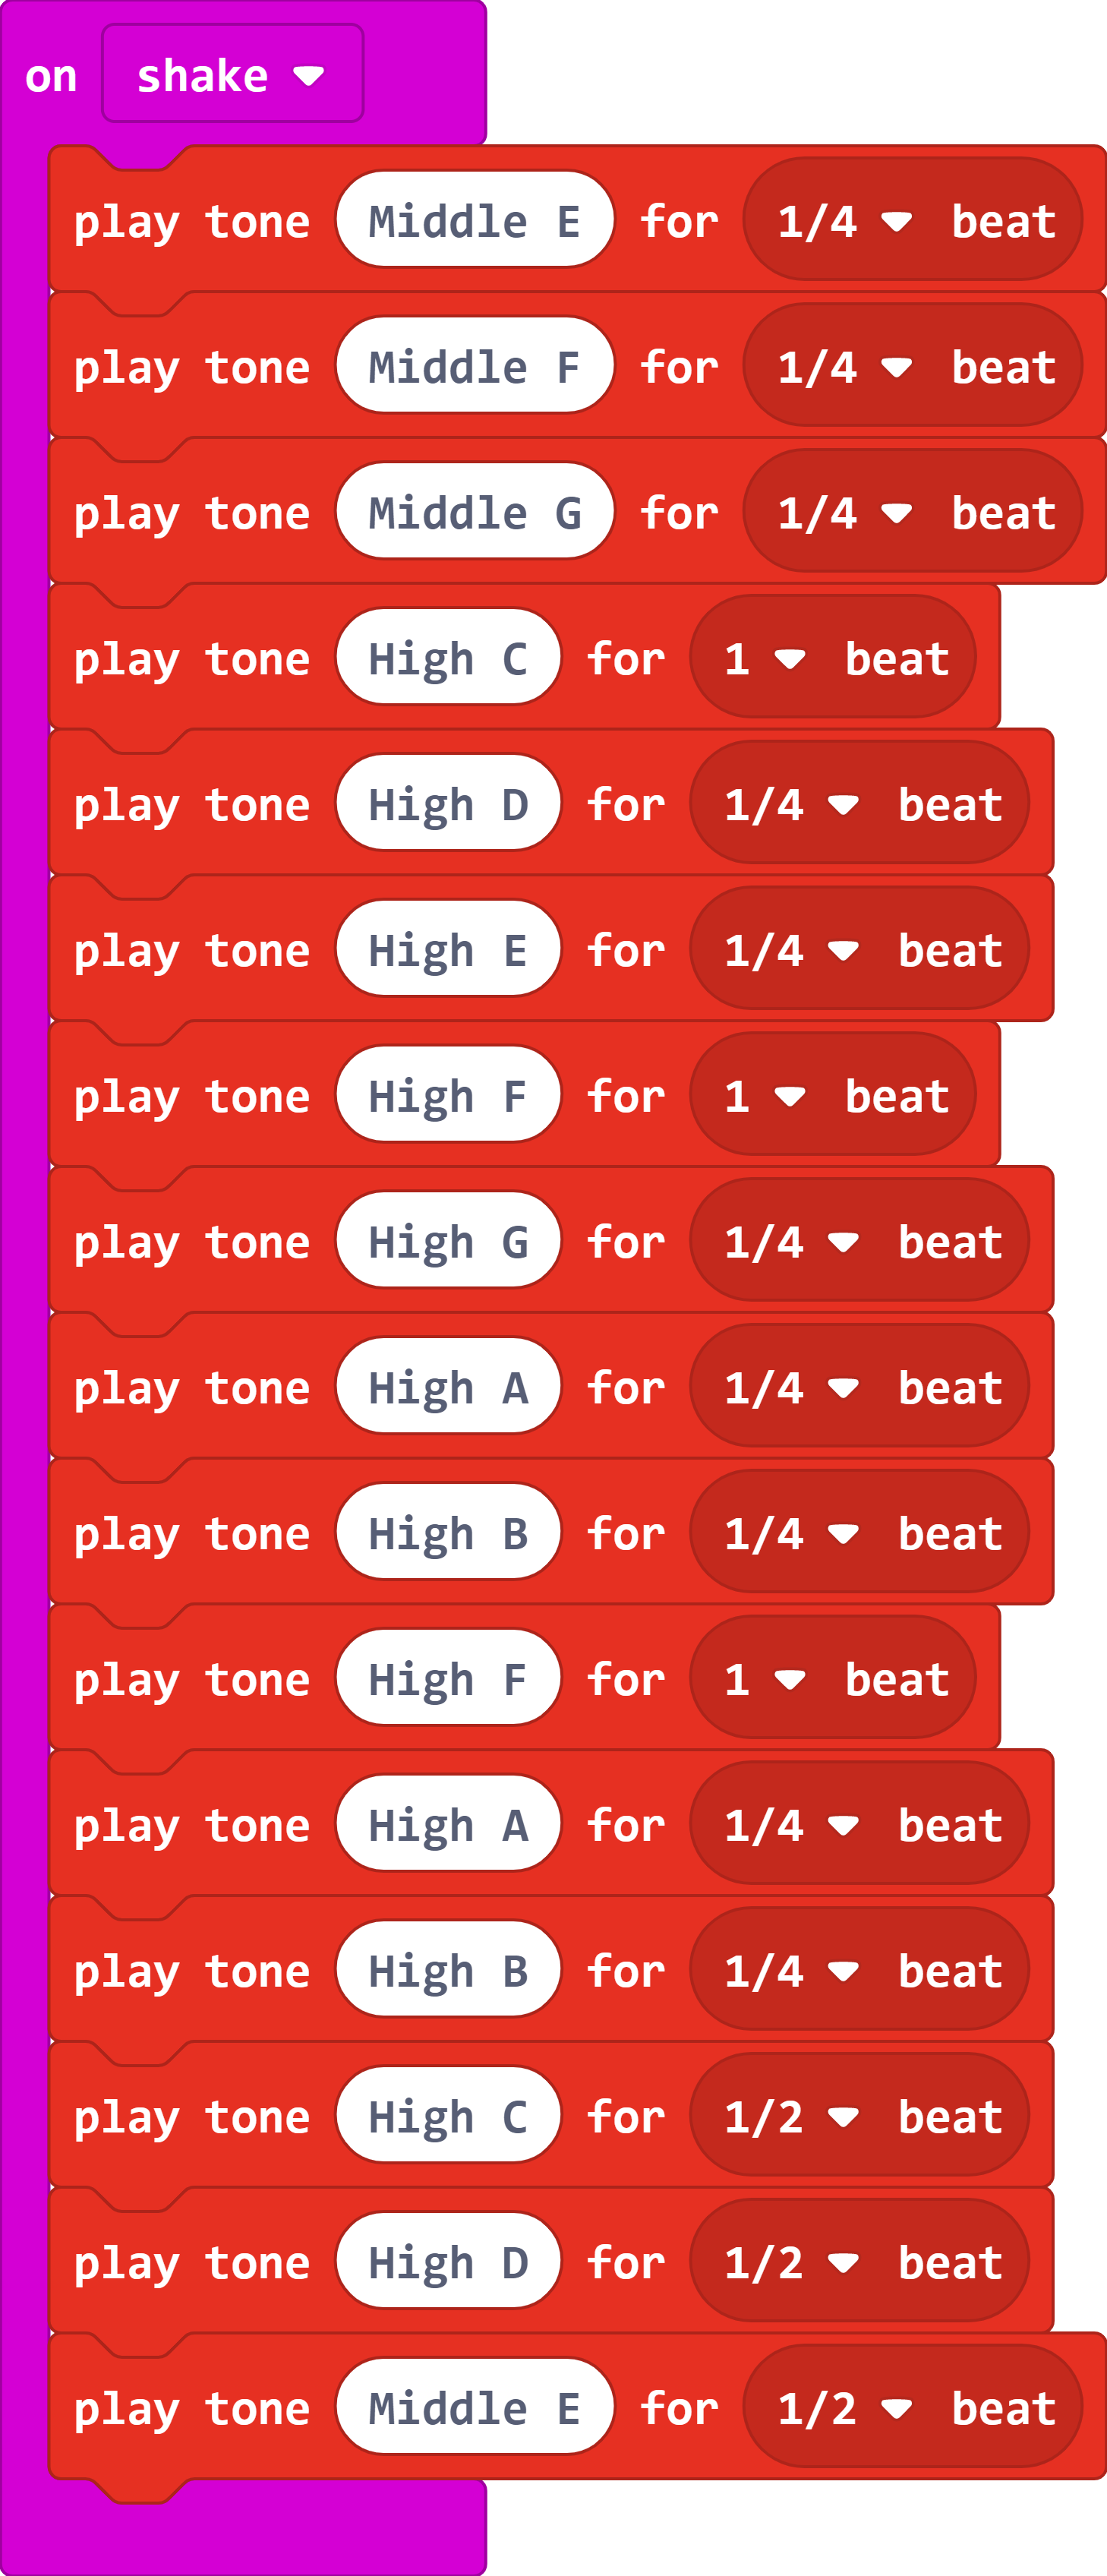 on shake
play tone Middle E for 1/4 beat
play tone Middle F for 1/4 beat
play tone Middle G for 1/4 beat
play tone High C for 1 beat
play tone High D for 1/4 beat
play tone High E for 1/4 beat
play tone High F for 1 beat
play tone High G for 1/4 beat
play tone High A for 1/4 beat
play tone High B for 1/4 beat
play tone High F for 1 beat
play tone High A for 1/4 beat
play tone High B for 1/4 beat
play tone High C for 1/2 beat
play tone High D for 1/2 beat
play tone Middle E for 1/2 beat